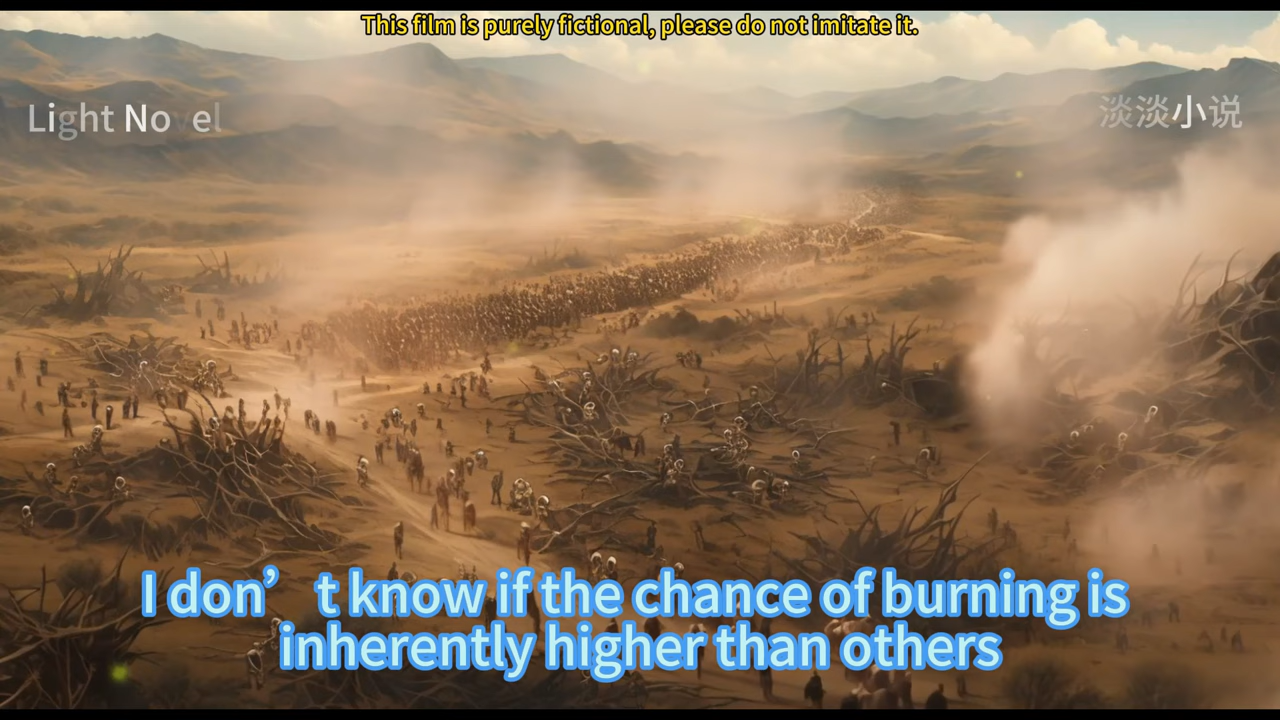 This film is purely fictional, please do not imitate it.
Light No el
淡淡小说
I don’t know if the chance of burning is
inherently higher than others